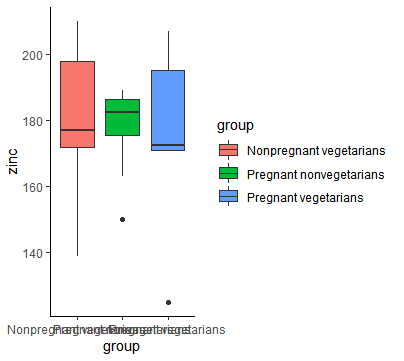 200
180
160
140
zinc
group
Nonpregnant vegetarians
Pregnant nonvegetarians
Pregnant vegetarians
group